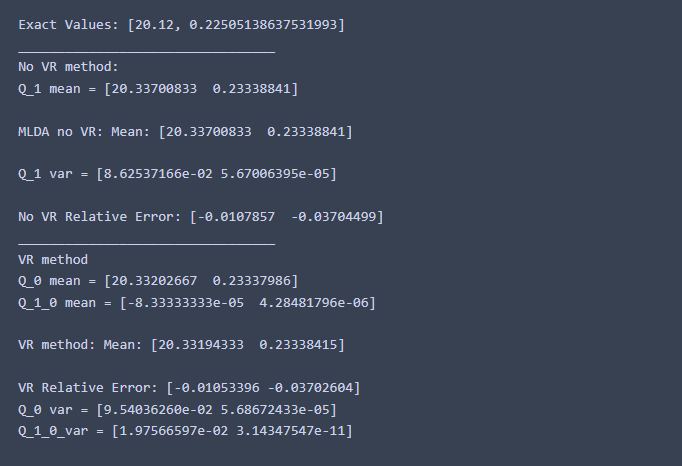 Exact Values: [20.12, 0.22505138637531993]
________________________________
No VR method:
Q_1 mean = [20.33700833  0.23338841]
MLDA no VR: Mean: [20.33700833  0.23338841]
Q_1 var = [8.62537166e-02 5.67006395e-05]
No VR Relative Error: [-0.0107857  -0.03704499]
________________________________
VR method
Q_0 mean = [20.33202667  0.23337986]
Q_1_0 mean = [-8.33333333e-05  4.28481796e-06]
VR method: Mean: [20.33194333  0.23338415]
VR Relative Error: [-0.01053396 -0.03702604]
Q_0 var = [9.54036260e-02 5.68672433e-05]
Q_1_0_var = [1.97566597e-02 3.14347547e-11]